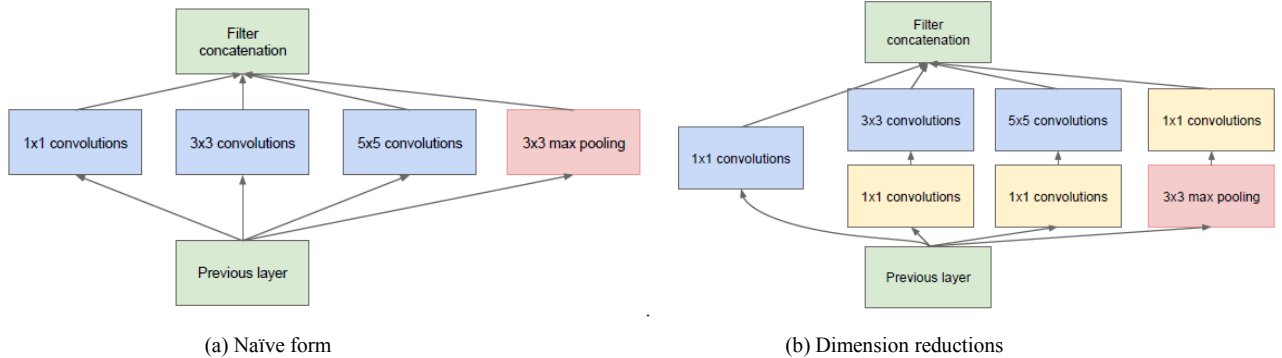 Filter
concatenation
1x1 convolutions
3x3 convolutions
5x5 convolutions
3x3 max pooling
Previous layer
(a) Naïve form
Filter
concatenation
1x1 convolutions
3x3 convolutions
5x5 convolutions
1x1 convolutions
1x1 convolutions
1x1 convolutions
3x3 max pooling
Previous layer
.
(b) Dimension reductions